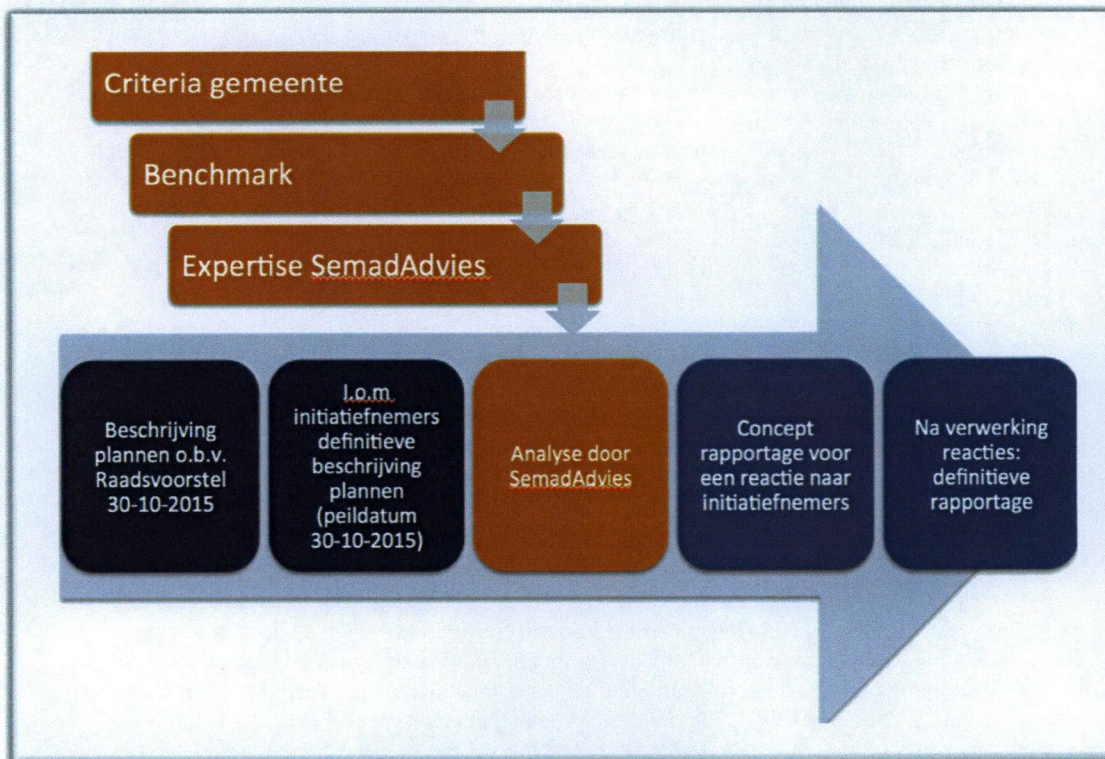 Criteria gemeente
Benchmark
Expertise SemadAdvies
Beschrijving
plannen o.b.v.
Raadsvoorstel
30-10-2015
I.o.m
initiatiefnemers
definitieve
beschrijving
plannen
(peildatum
30-10-2015)
Analyse door
SemadAdvies
Concept
rapportage voor
een reactie naar
initiatiefnemers
Na verwerking
reacties:
definitieve
rapportage